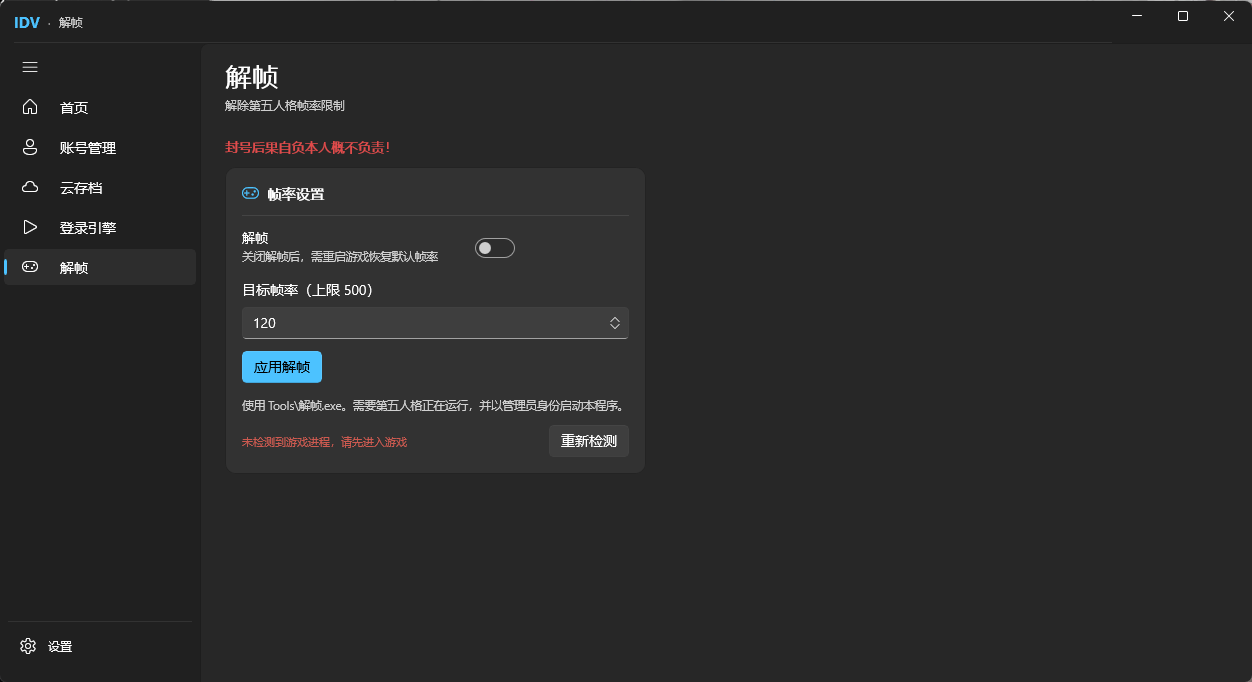 IDV · 解帧
首页
账号管理
云存档
登录引擎
解帧
设置
解帧
解除第五人格帧率限制
封号后果自负本人概不负责！
帧率设置
解帧
关闭解帧后，需重启游戏恢复默认帧率
目标帧率（上限 500）
120
应用解帧
使用 Tools\解帧.exe。需要第五人格正在运行，并以管理员身份启动本程序。
未检测到游戏进程，请先进入游戏
重新检测